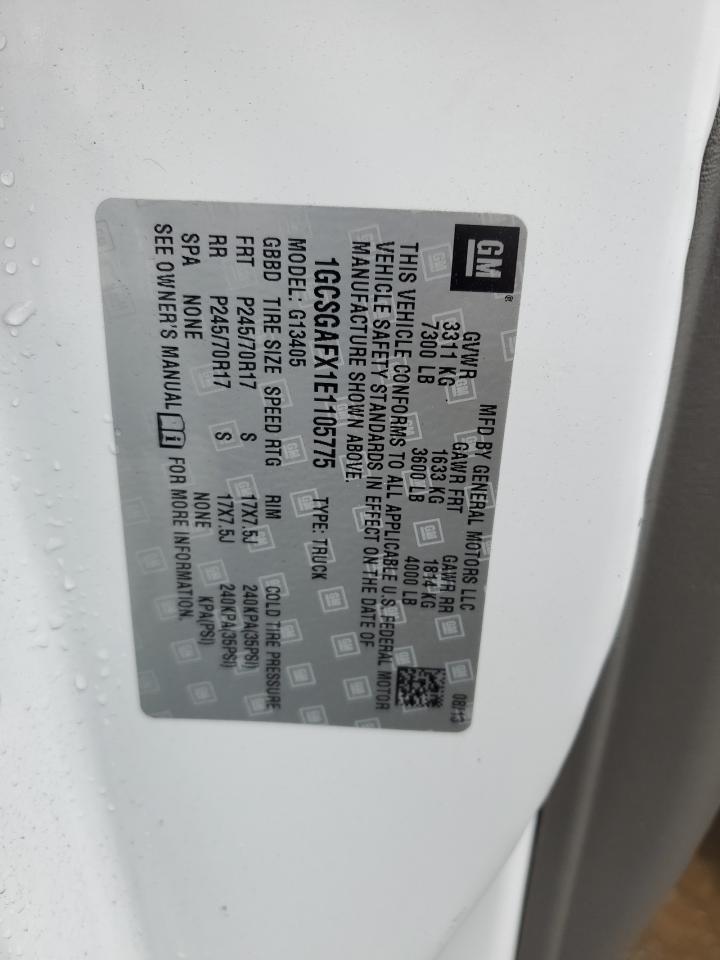 GM ®
MFD BY GENERAL MOTORS LLC 08/13
GVWR GAWR FRT GAWR RR
3311 KG 1633 KG 1814 KG
7300 LB 3600 LB 4000 LB
THIS VEHICLE CONFORMS TO ALL APPLICABLE U.S. FEDERAL MOTOR
VEHICLE SAFETY STANDARDS IN EFFECT ON THE DATE OF
MANUFACTURE SHOWN ABOVE.
1GCSGAFX1E1105775 TYPE: TRUCK
MODEL: G13405
GBBD TIRE SIZE SPEED RTG RIM COLD TIRE PRESSURE
FRT P245/70R17 S 17X7.5J 240KPA(35PSI)
RR P245/70R17 S 17X7.5J 240KPA(35PSI)
SPA NONE NONE KPA(PSI)
SEE OWNER'S MANUAL FOR MORE INFORMATION.